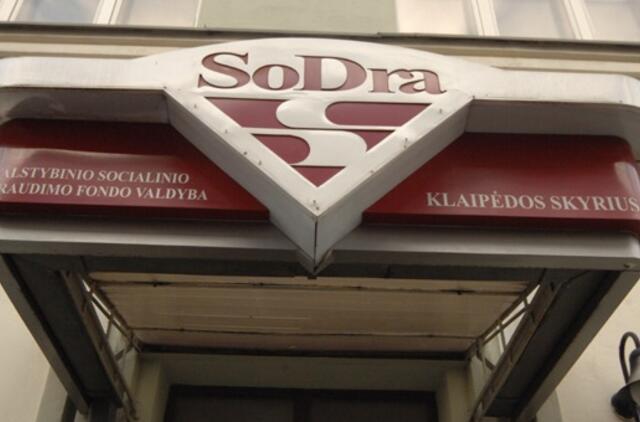 SoDra
ALSTYBINIO SOCIALINIO
RAUDIMO FONDO VALDYBA
KLAIPĖDOS SKYRIUS